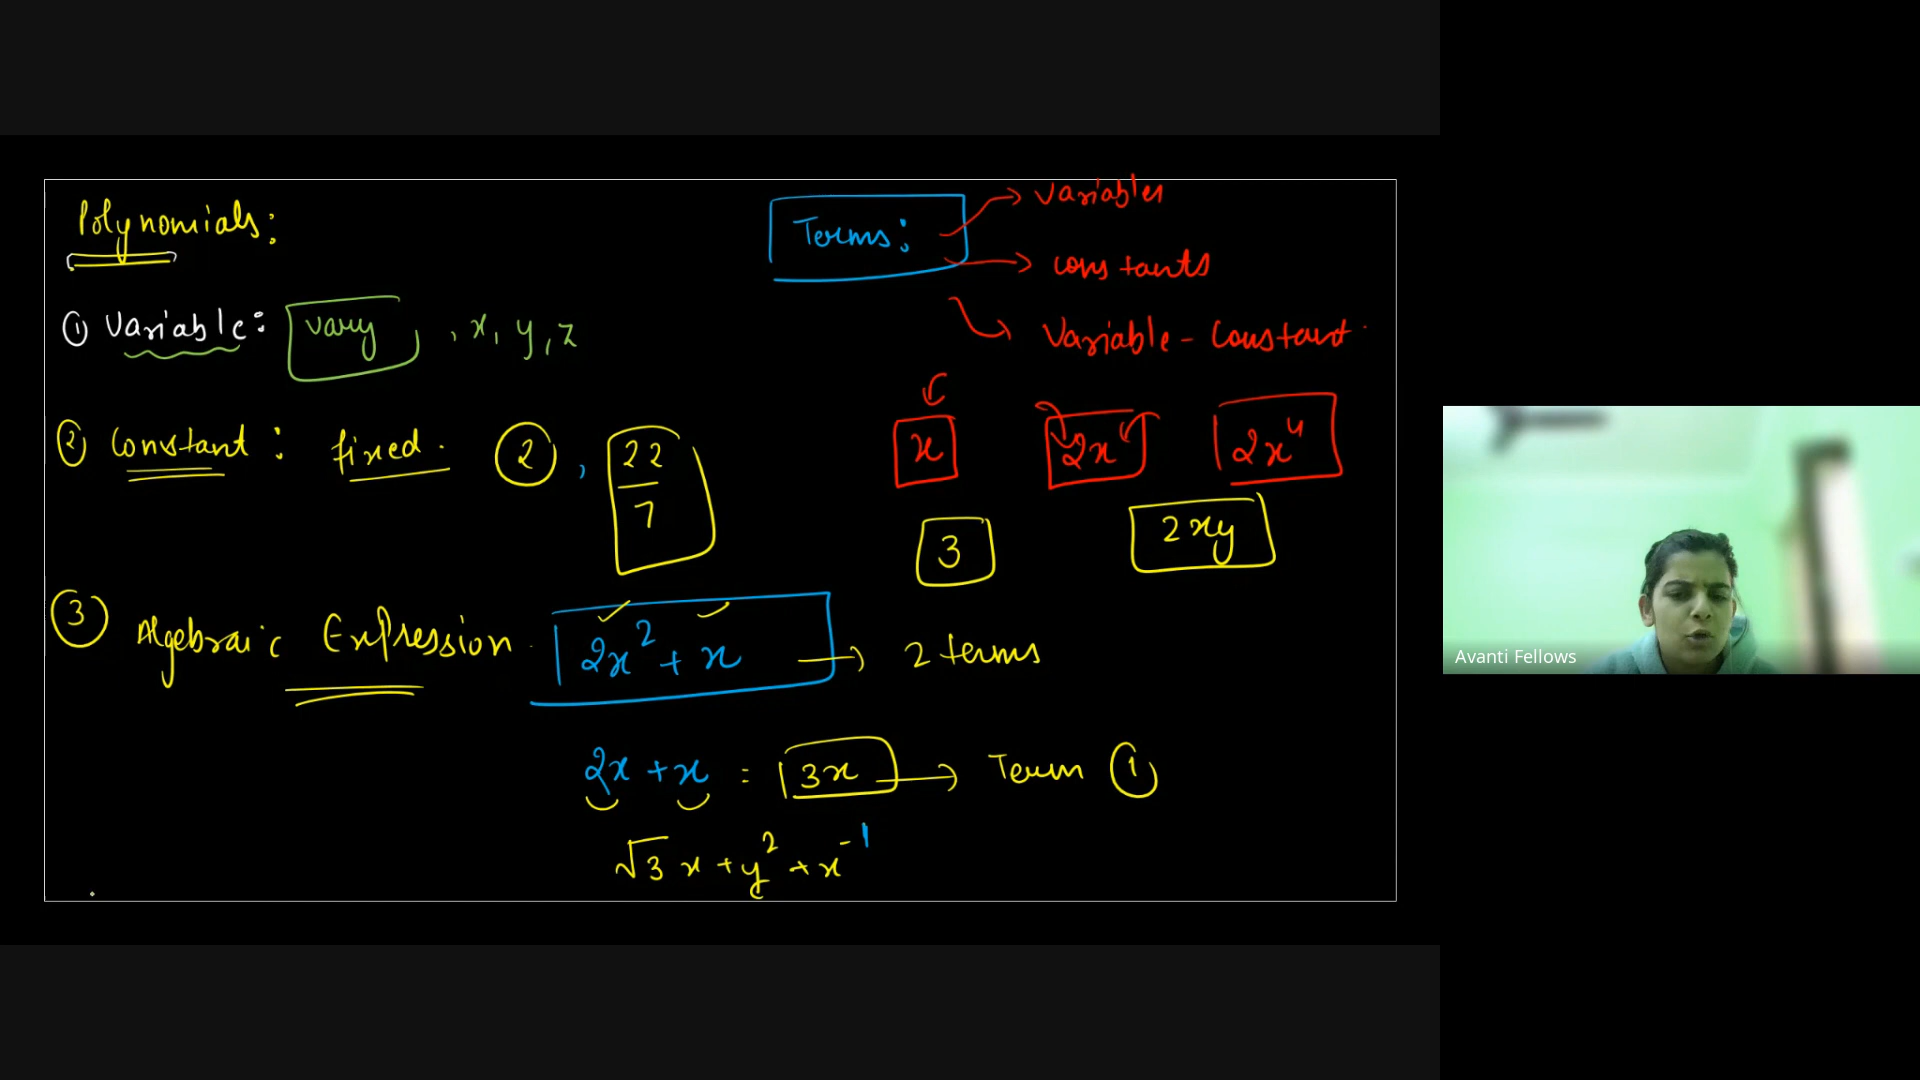 Polynomials:
① Variable: vary , x, y, z
② Constant: fixed. 2 , 22/7
Terms:
→ variables
→ constants
→ Variable - Constant.
x 2x⁴ 2x⁴
3 2xy
③ Algebraic Expression. 2x² + x → 2 terms
2x + x = 3x → Term ①
√3 x + y² + x⁻¹
Avanti Fellows